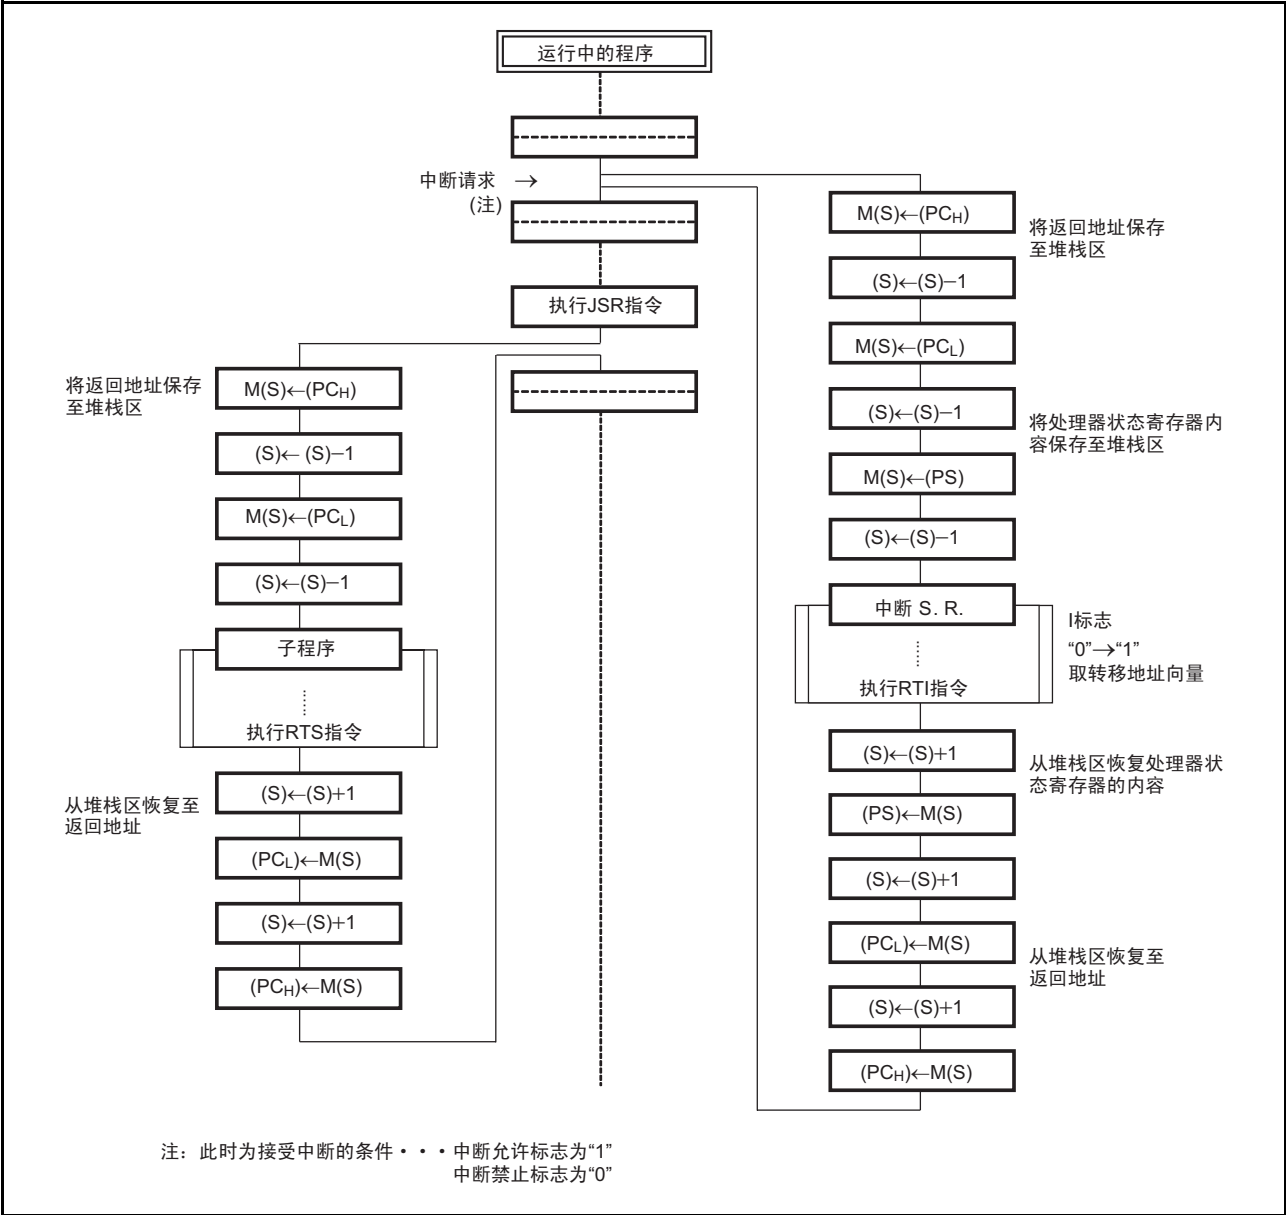 运行中的程序
中断请求 →
(注)
执行JSR指令
将返回地址保存
至堆栈区
M(S)←(PCH)
(S)← (S)−1
M(S)←(PCL)
(S)←(S)−1
子程序
执行RTS指令
从堆栈区恢复至
返回地址
(S)←(S)+1
(PCL)←M(S)
(S)←(S)+1
(PCH)←M(S)
M(S)←(PCH)
将返回地址保存
至堆栈区
(S)←(S)−1
M(S)←(PCL)
(S)←(S)−1
将处理器状态寄存器内
容保存至堆栈区
M(S)←(PS)
(S)←(S)−1
中断 S. R.
I标志
“0”→“1”
取转移地址向量
执行RTI指令
(S)←(S)+1
从堆栈区恢复处理器状
态寄存器的内容
(PS)←M(S)
(S)←(S)+1
(PCL)←M(S)
从堆栈区恢复至
返回地址
(S)←(S)+1
(PCH)←M(S)
注：此时为接受中断的条件・・・中断允许标志为“1”
中断禁止标志为“0”